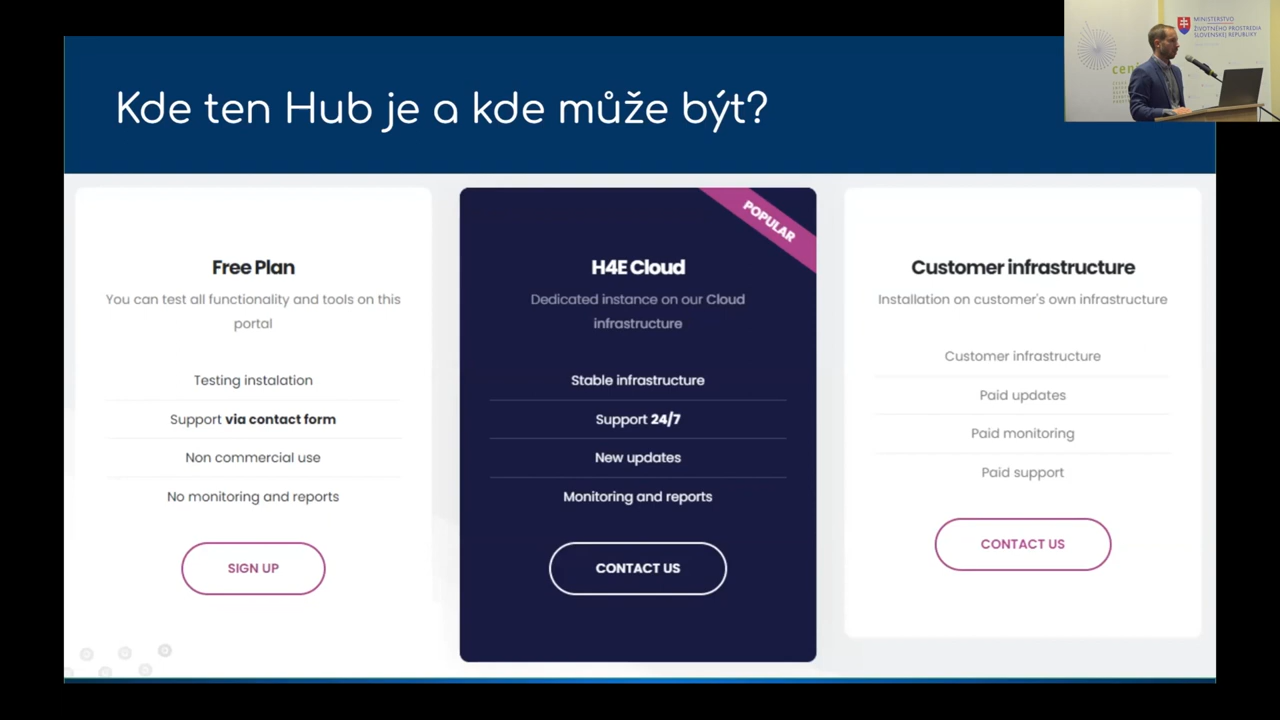 Kde ten Hub je a kde může být?
MINISTERSTVO
ŽIVOTNÉHO PROSTREDIA
SLOVENSKEJ REPUBLIKY
Free Plan
You can test all functionality and tools on this
portal
Testing instalation
Support via contact form
Non commercial use
No monitoring and reports
SIGN UP
POPULAR
H4E Cloud
Dedicated instance on our Cloud
infrastructure
Stable infrastructure
Support 24/7
New updates
Monitoring and reports
CONTACT US
Customer infrastructure
Installation on customer's own infrastructure
Customer infrastructure
Paid updates
Paid monitoring
Paid support
CONTACT US